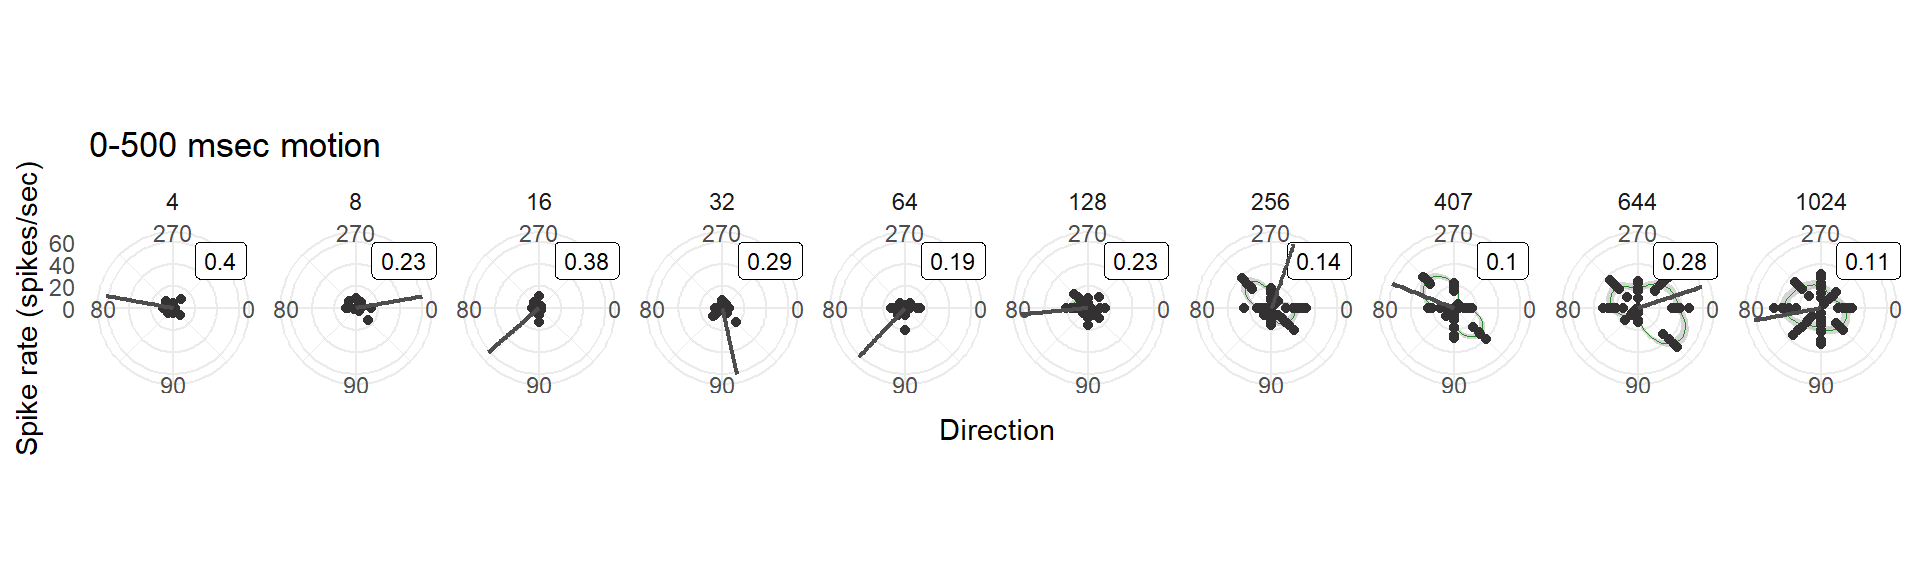 0-500 msec motion
Spike rate (spikes/sec)
4 8 16 32 64 128 256 407 644 1024
270 270 270 270 270 270 270 270 270 270
60
40
20
0
0.4 0.23 0.38 0.29 0.19 0.23 0.14 0.1 0.28 0.11
80 0 80 0 80 0 80 0 80 0 80 0 80 0 80 0 80 0 80 0
90 90 90 90 90 90 90 90 90 90
Direction